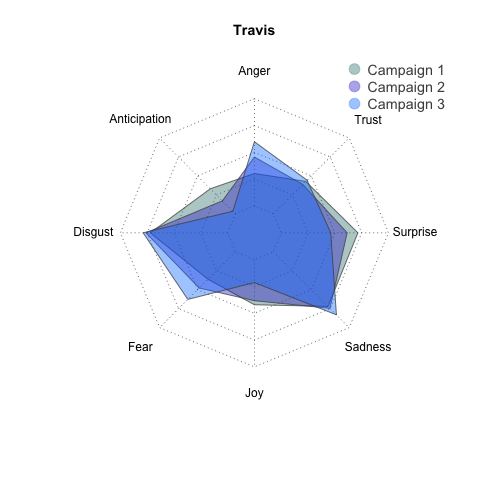 Travis
Anger
Campaign 1
Campaign 2
Campaign 3
Anticipation
Trust
Disgust
Surprise
Fear
Sadness
Joy